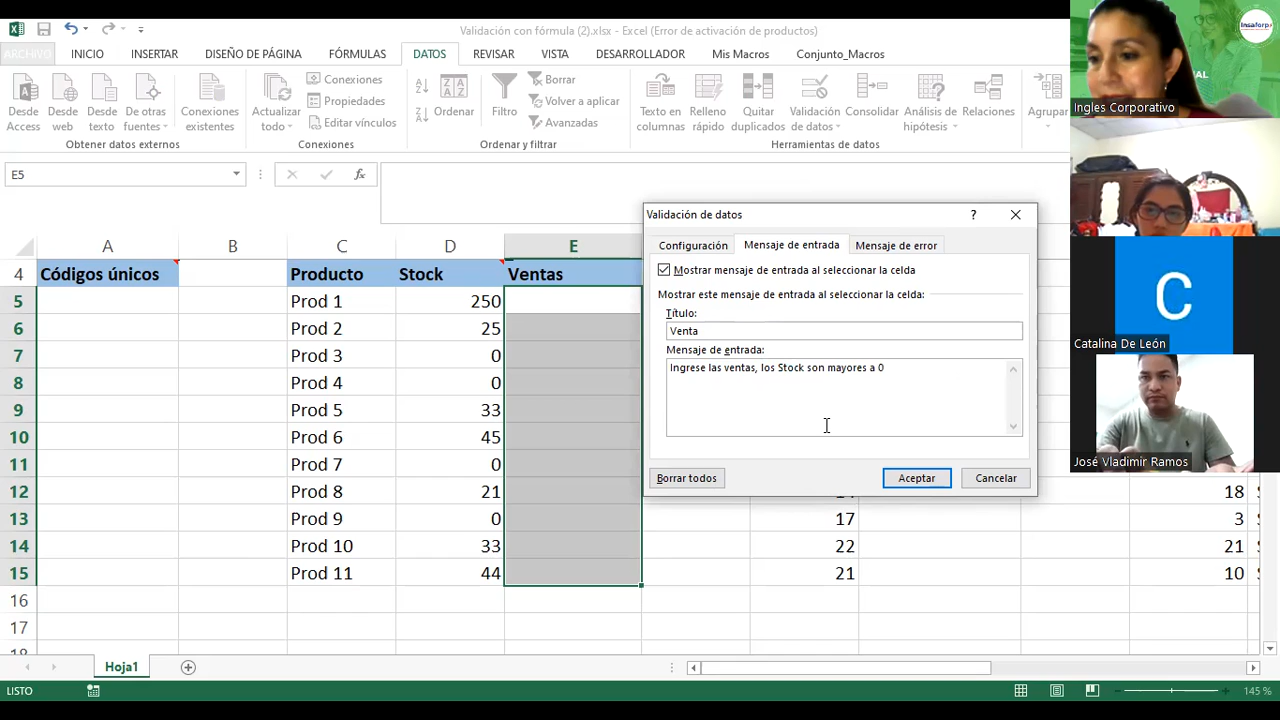 Validación con fórmula (2).xlsx - Excel (Error de activación de productos)
ARCHIVO INICIO INSERTAR DISEÑO DE PÁGINA FÓRMULAS DATOS REVISAR VISTA DESARROLLADOR Mis Macros Conjunto_Macros
Desde Access
Desde web
Desde texto
De otras fuentes
Conexiones existentes
Obtener datos externos
Actualizar todo
Conexiones
Propiedades
Editar vínculos
Conexiones
Ordenar
Filtro
Borrar
Volver a aplicar
Avanzadas
Ordenar y filtrar
Texto en columnas
Relleno rápido
Quitar duplicados
Validación de datos
Consolidar
Análisis de hipótesis
Relaciones
Herramientas de datos
Agrupar
E5
fx
A B C D E
4 Códigos únicos Producto Stock Ventas
5 Prod 1 250
6 Prod 2 25
7 Prod 3 0
8 Prod 4 0
9 Prod 5 33
10 Prod 6 45
11 Prod 7 0
12 Prod 8 21 18
13 Prod 9 0 17 3
14 Prod 10 33 22 21
15 Prod 11 44 21 10
16
17
Validación de datos
?
Configuración Mensaje de entrada Mensaje de error
Mostrar mensaje de entrada al seleccionar la celda
Mostrar este mensaje de entrada al seleccionar la celda:
Título:
Venta
Mensaje de entrada:
Ingrese las ventas, los Stock son mayores a 0
Borrar todos Aceptar Cancelar
Hoja1
LISTO
145 %
Insaforp
Ingles Corporativo
C
Catalina De León
José Vladimir Ramos